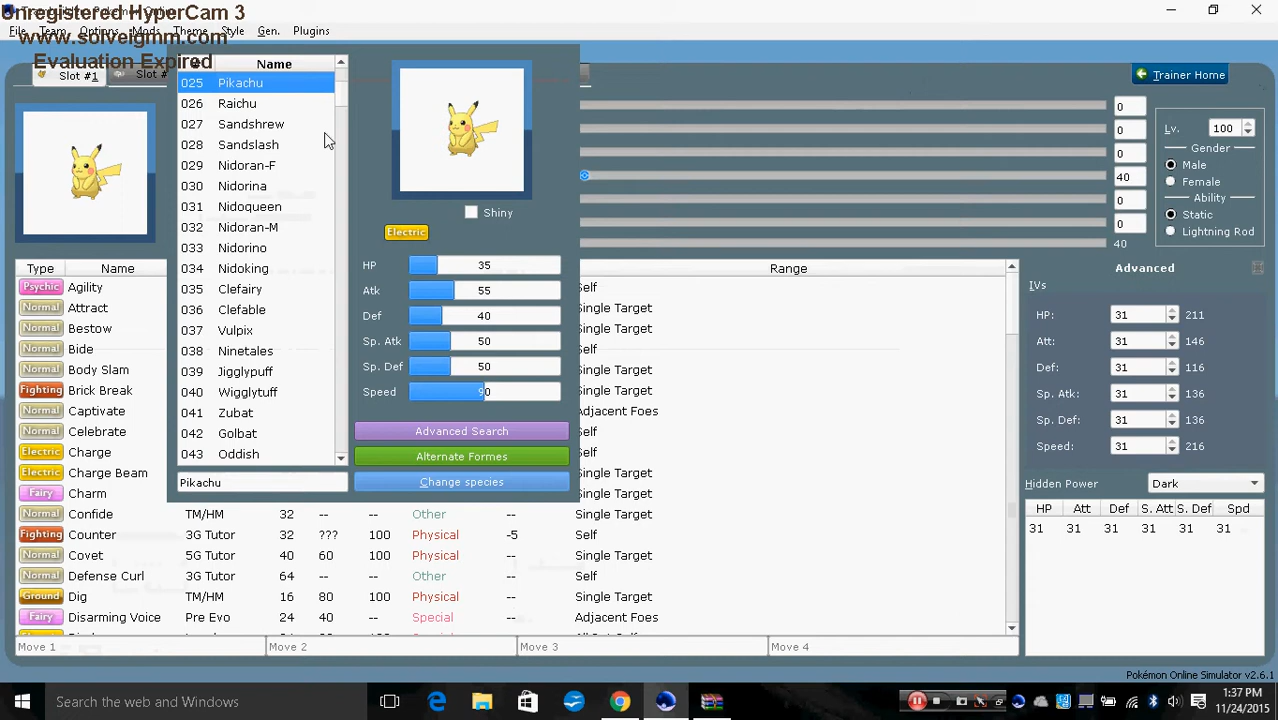 Unregistered HyperCam 3
www.solveigmm.com
Evaluation Expired
File Team Options Mods Theme Style Gen. Plugins
Slot #1 Slot #
Trainer Home
# Name
025 Pikachu
026 Raichu
027 Sandshrew
028 Sandslash
029 Nidoran-F
030 Nidorina
031 Nidoqueen
032 Nidoran-M
033 Nidorino
034 Nidoking
035 Clefairy
036 Clefable
037 Vulpix
038 Ninetales
039 Jigglypuff
040 Wigglytuff
041 Zubat
042 Golbat
043 Oddish
Pikachu
Shiny
Electric
HP 35
Atk 55
Def 40
Sp. Atk 50
Sp. Def 50
Speed 90
Advanced Search
Alternate Formes
Change species
0
0
0
40
0
0
40
Lv. 100
Gender
Male
Female
Ability
Static
Lightning Rod
Type Name Range
Psychic Agility Self
Normal Attract Single Target
Normal Bestow Single Target
Normal Bide Self
Normal Body Slam Single Target
Fighting Brick Break Single Target
Normal Captivate Adjacent Foes
Normal Celebrate Self
Electric Charge Self
Electric Charge Beam Single Target
Fairy Charm Single Target
Normal Confide TM/HM 32 -- -- Other -- Single Target
Fighting Counter 3G Tutor 32 ??? 100 Physical -5 Self
Normal Covet 5G Tutor 40 60 100 Physical -- Single Target
Normal Defense Curl 3G Tutor 64 -- -- Other -- Self
Ground Dig TM/HM 16 80 100 Physical -- Single Target
Fairy Disarming Voice Pre Evo 24 40 -- Special -- Adjacent Foes
Move 1 Move 2 Move 3 Move 4
Advanced
IVs
HP: 31 211
Att: 31 146
Def: 31 116
Sp. Atk: 31 136
Sp. Def: 31 136
Speed: 31 216
Hidden Power Dark
HP Att Def S. Att S. Def Spd
31 31 31 31 31 31
Pokémon Online Simulator v2.6.1
Search the web and Windows
1:37 PM
11/24/2015